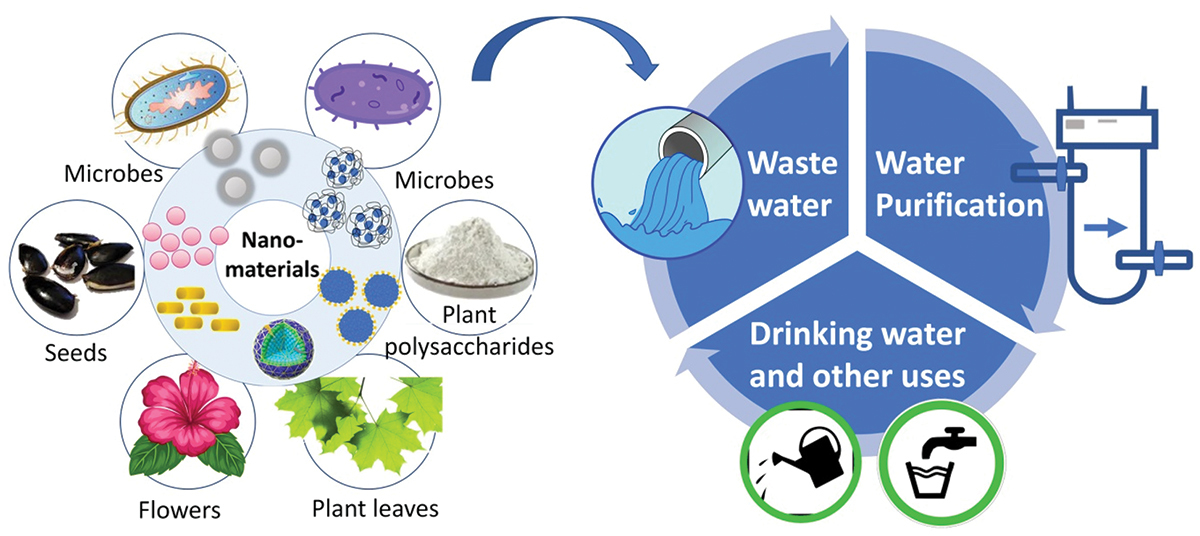 Microbes
Microbes
Seeds
Nano-
materials
Plant
polysaccharides
Flowers
Plant leaves
Waste
water
Water
Purification
Drinking water
and other uses